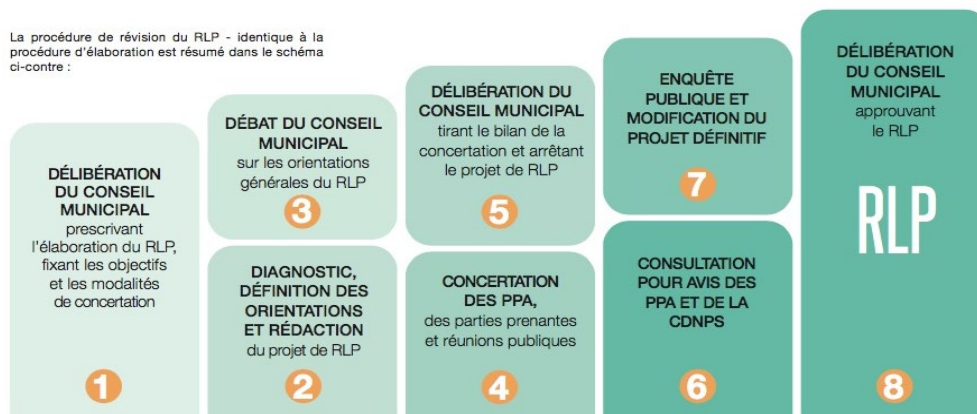 La procédure de révision du RLP - identique à la
procédure d'élaboration est résumé dans le schéma
ci-contre :
DÉLIBÉRATION
DU CONSEIL
MUNICIPAL
prescrivant
l'élaboration du RLP,
fixant les objectifs
et les modalités
de concertation
1
DIAGNOSTIC,
DÉFINITION DES
ORIENTATIONS
ET RÉDACTION
du projet de RLP
2
DÉBAT DU CONSEIL
MUNICIPAL
sur les orientations
générales du RLP
3
CONCERTATION
DES PPA,
des parties prenantes
et réunions publiques
4
DÉLIBÉRATION DU
CONSEIL MUNICIPAL
tirant le bilan de la
concertation et arrêtant
le projet de RLP
5
CONSULTATION
POUR AVIS DES
PPA ET DE LA
CDNPS
6
ENQUÊTE
PUBLIQUE ET
MODIFICATION DU
PROJET DÉFINITIF
7
DÉLIBÉRATION
DU CONSEIL
MUNICIPAL
approuvant
le RLP
RLP
8